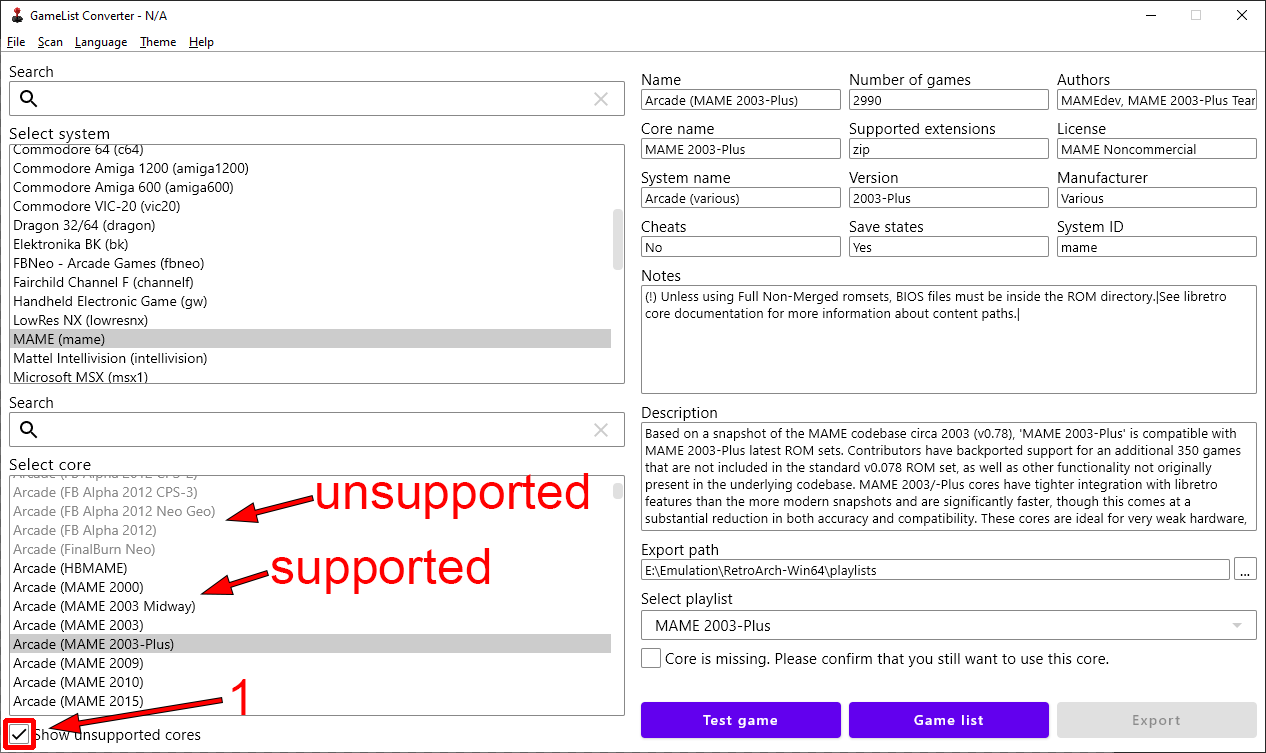 GameList Converter - N/A
File Scan Language Theme Help
Search
Select system
Commodore 64 (c64)
Commodore Amiga 1200 (amiga1200)
Commodore Amiga 600 (amiga600)
Commodore VIC-20 (vic20)
Dragon 32/64 (dragon)
Elektronika BK (bk)
FBNeo - Arcade Games (fbneo)
Fairchild Channel F (channelf)
Handheld Electronic Game (gw)
LowRes NX (lowresnx)
MAME (mame)
Mattel Intellivision (intellivision)
Microsoft MSX (msx1)
Search
Select core
Arcade (FB Alpha 2012 CPS-2)
Arcade (FB Alpha 2012 CPS-3)
Arcade (FB Alpha 2012 Neo Geo)
Arcade (FB Alpha 2012)
Arcade (FinalBurn Neo)
Arcade (HBMAME)
Arcade (MAME 2000)
Arcade (MAME 2003 Midway)
Arcade (MAME 2003)
Arcade (MAME 2003-Plus)
Arcade (MAME 2009)
Arcade (MAME 2010)
Arcade (MAME 2015)
unsupported
supported
1
Show unsupported cores
Name Number of games Authors
Arcade (MAME 2003-Plus) 2990 MAMEdev, MAME 2003-Plus Tear
Core name Supported extensions License
MAME 2003-Plus zip MAME Noncommercial
System name Version Manufacturer
Arcade (various) 2003-Plus Various
Cheats Save states System ID
No Yes mame
Notes
(!) Unless using Full Non-Merged romsets, BIOS files must be inside the ROM directory.|See libretro
core documentation for more information about content paths.|
Description
Based on a snapshot of the MAME codebase circa 2003 (v0.78), 'MAME 2003-Plus' is compatible with
MAME 2003-Plus latest ROM sets. Contributors have backported support for an additional 350 games
that are not included in the standard v0.078 ROM set, as well as other functionality not originally
present in the underlying codebase. MAME 2003/-Plus cores have tighter integration with libretro
features than the more modern snapshots and are significantly faster, though this comes at a
substantial reduction in both accuracy and compatibility. These cores are ideal for very weak hardware,
Export path
E:\Emulation\RetroArch-Win64\playlists ...
Select playlist
MAME 2003-Plus
Core is missing. Please confirm that you still want to use this core.
Test game Game list Export